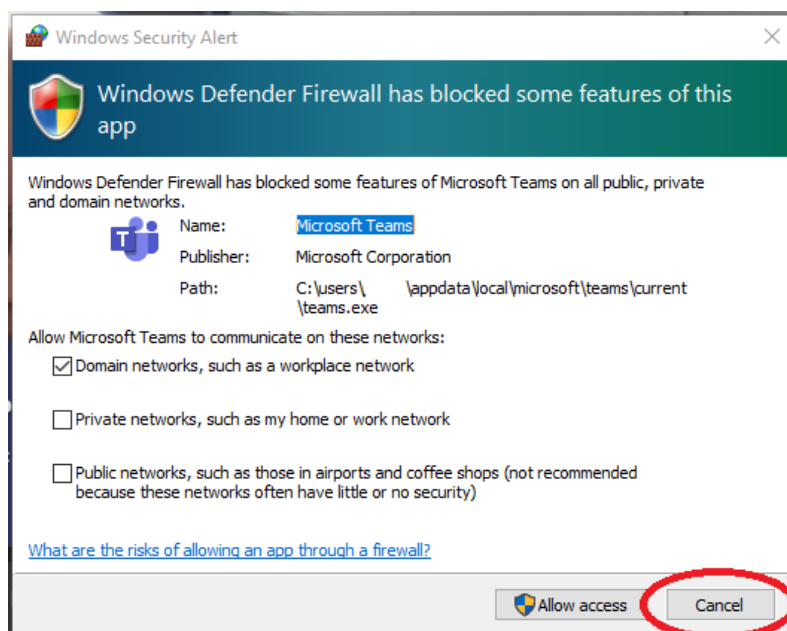 Windows Security Alert
Windows Defender Firewall has blocked some features of this
app
Windows Defender Firewall has blocked some features of Microsoft Teams on all public, private
and domain networks.
T
Name: Microsoft Teams
Publisher: Microsoft Corporation
Path: C:\users\ \appdata\local\microsoft\teams\current
\teams.exe
Allow Microsoft Teams to communicate on these networks:
Domain networks, such as a workplace network
Private networks, such as my home or work network
Public networks, such as those in airports and coffee shops (not recommended
because these networks often have little or no security)
What are the risks of allowing an app through a firewall?
Allow access Cancel